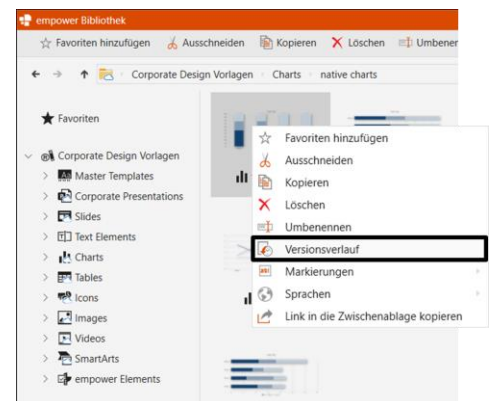 empower Bibliothek
Favoriten hinzufügen Ausschneiden Kopieren Löschen Umbener
Corporate Design Vorlagen Charts native charts
Favoriten
Corporate Design Vorlagen
Master Templates
Corporate Presentations
Slides
Text Elements
Charts
Tables
Icons
Images
Videos
SmartArts
empower Elements
Favoriten hinzufügen
Ausschneiden
Kopieren
Löschen
Umbenennen
Versionsverlauf
Markierungen
Sprachen
Link in die Zwischenablage kopieren